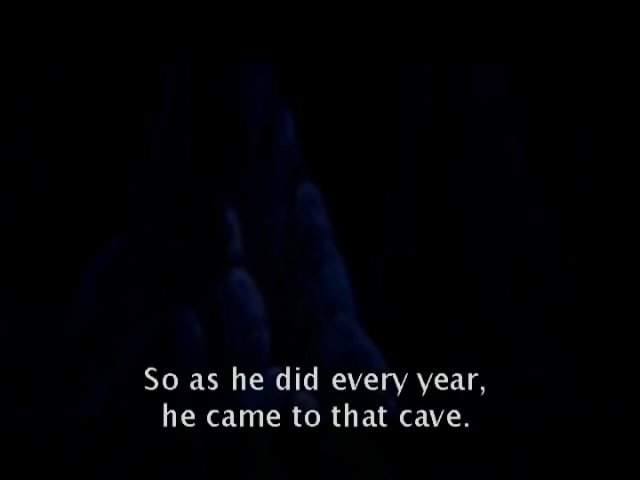 So as he did every year,
he came to that cave.